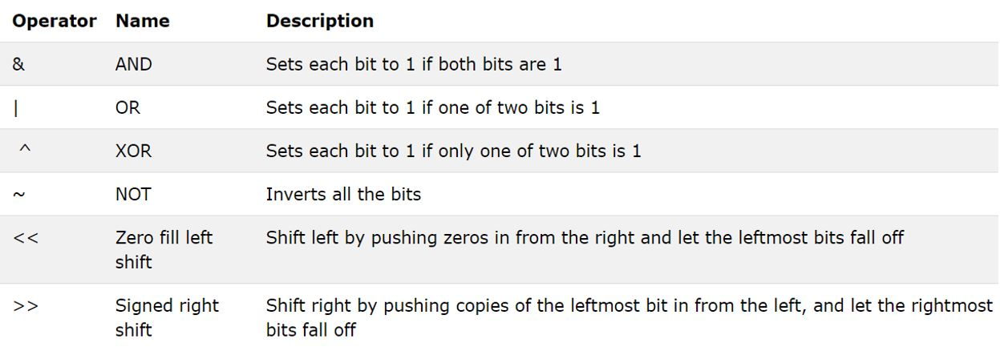 Operator Name Description
& AND Sets each bit to 1 if both bits are 1
| OR Sets each bit to 1 if one of two bits is 1
^ XOR Sets each bit to 1 if only one of two bits is 1
~ NOT Inverts all the bits
<< Zero fill left shift Shift left by pushing zeros in from the right and let the leftmost bits fall off
>> Signed right shift Shift right by pushing copies of the leftmost bit in from the left, and let the rightmost bits fall off